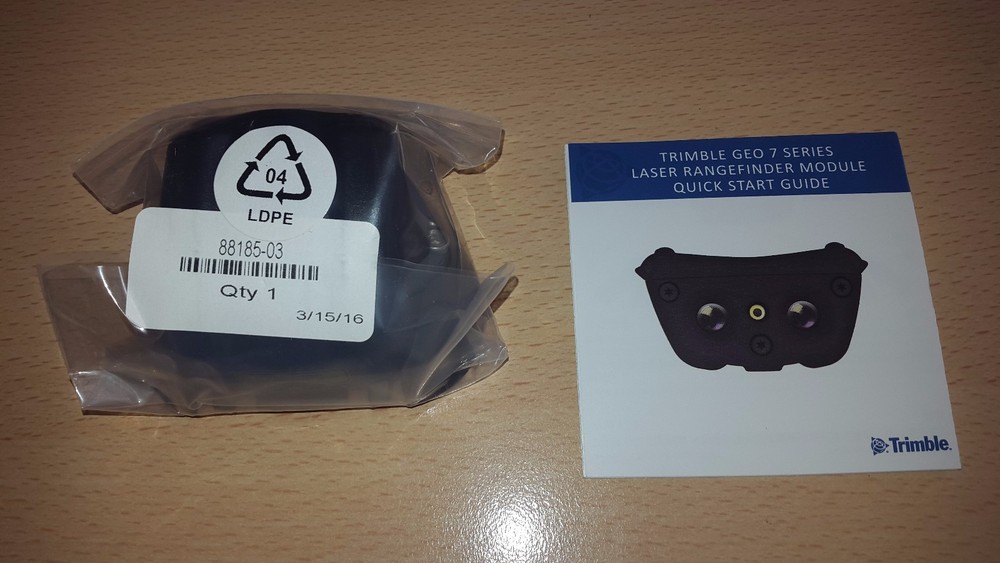 04
LDPE
88185-03
Qty 1
3/15/16
TRIMBLE GEO 7 SERIES
LASER RANGEFINDER MODULE
QUICK START GUIDE
Trimble.